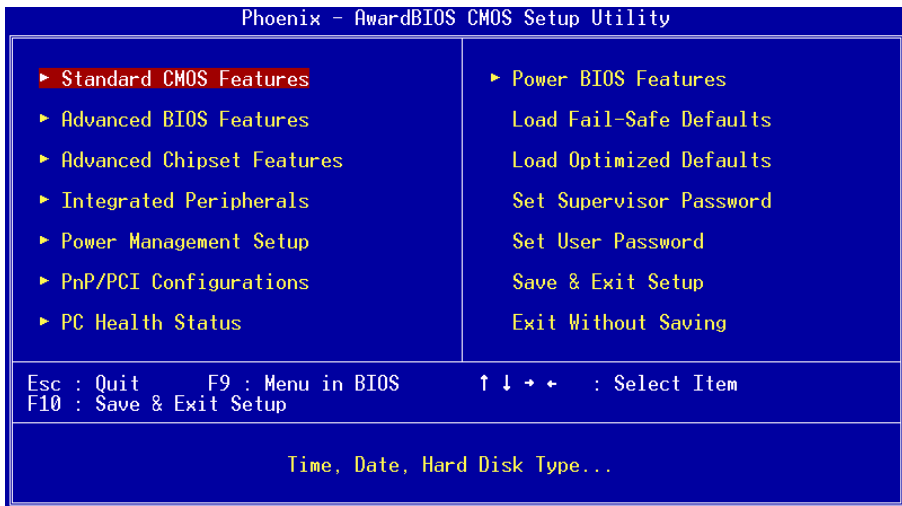 Phoenix - AwardBIOS CMOS Setup Utility
► Standard CMOS Features
► Advanced BIOS Features
► Advanced Chipset Features
► Integrated Peripherals
► Power Management Setup
► PnP/PCI Configurations
► PC Health Status
► Power BIOS Features
Load Fail-Safe Defaults
Load Optimized Defaults
Set Supervisor Password
Set User Password
Save & Exit Setup
Exit Without Saving
Esc : Quit F9 : Menu in BIOS ↑ ↓ → ← : Select Item
F10 : Save & Exit Setup
Time, Date, Hard Disk Type...